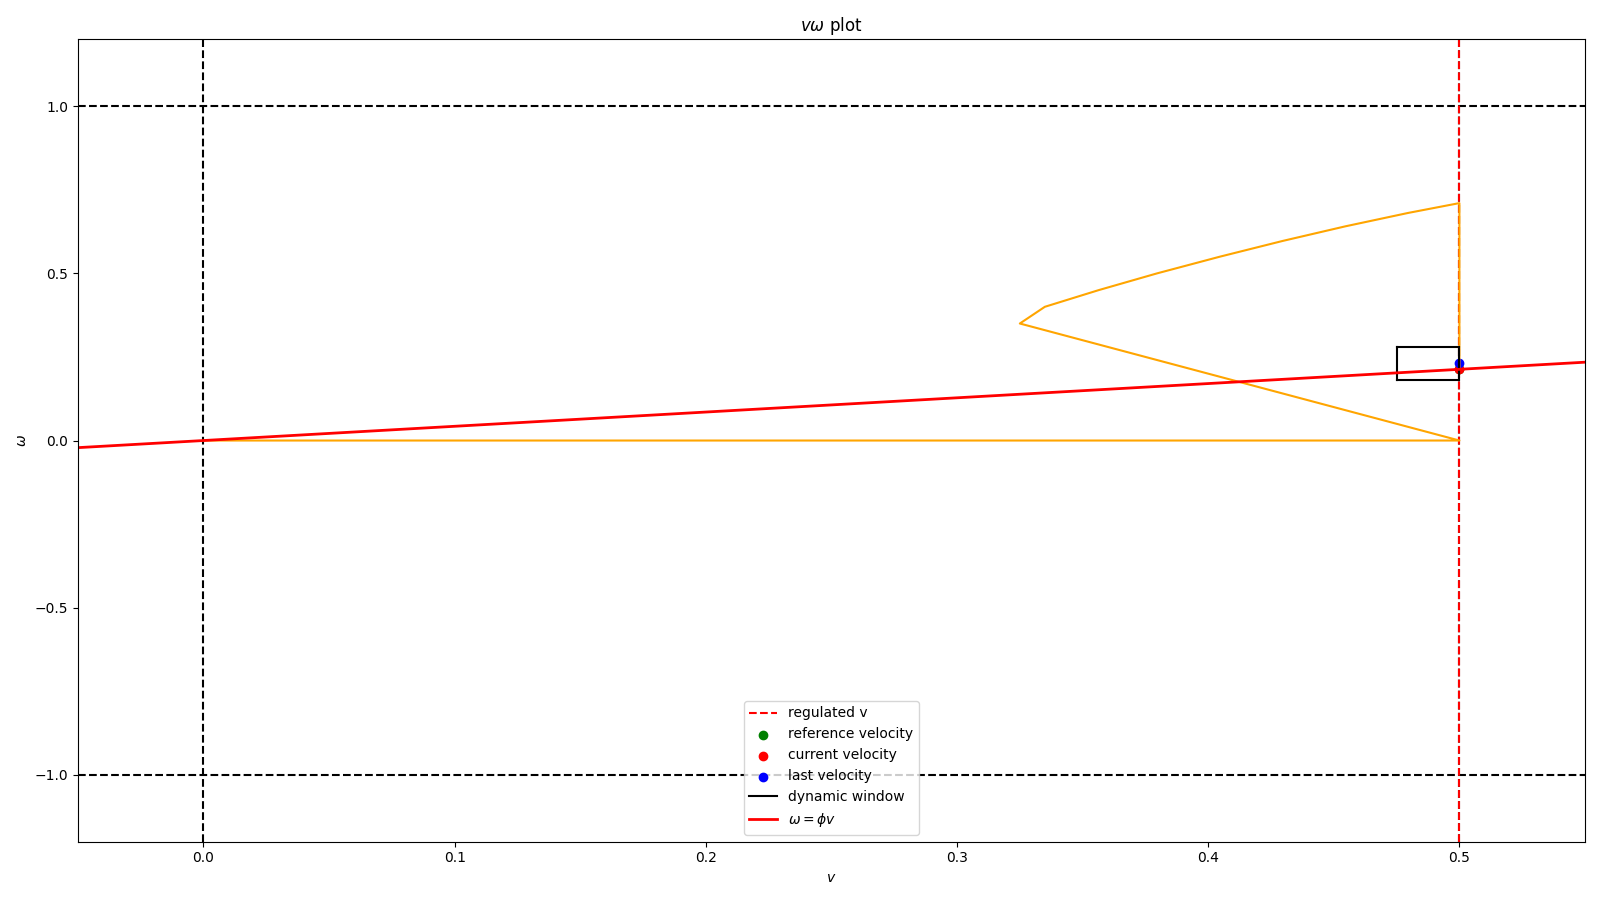 vω plot
1.0
0.5
0.0
−0.5
−1.0
ω
0.0 0.1 0.2 0.3 0.4 0.5
v
regulated v
reference velocity
current velocity
last velocity
dynamic window
ω = ϕv